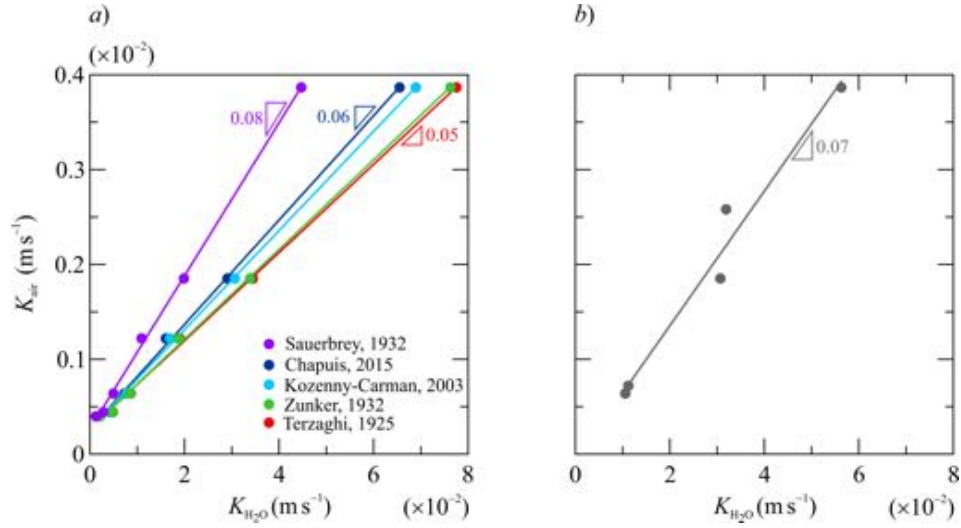 a)
b)
(×10⁻²)
0.4
0.3
0.2
0.1
0
K_air (m s⁻¹)
0.08
0.06
0.05
Sauerbrey, 1932
Chapuis, 2015
Kozenny-Carman, 2003
Zunker, 1932
Terzaghi, 1925
0 2 4 6 8
K_H₂O (m s⁻¹) (×10⁻²)
0.07
0 2 4 6 8
K_H₂O (m s⁻¹) (×10⁻²)